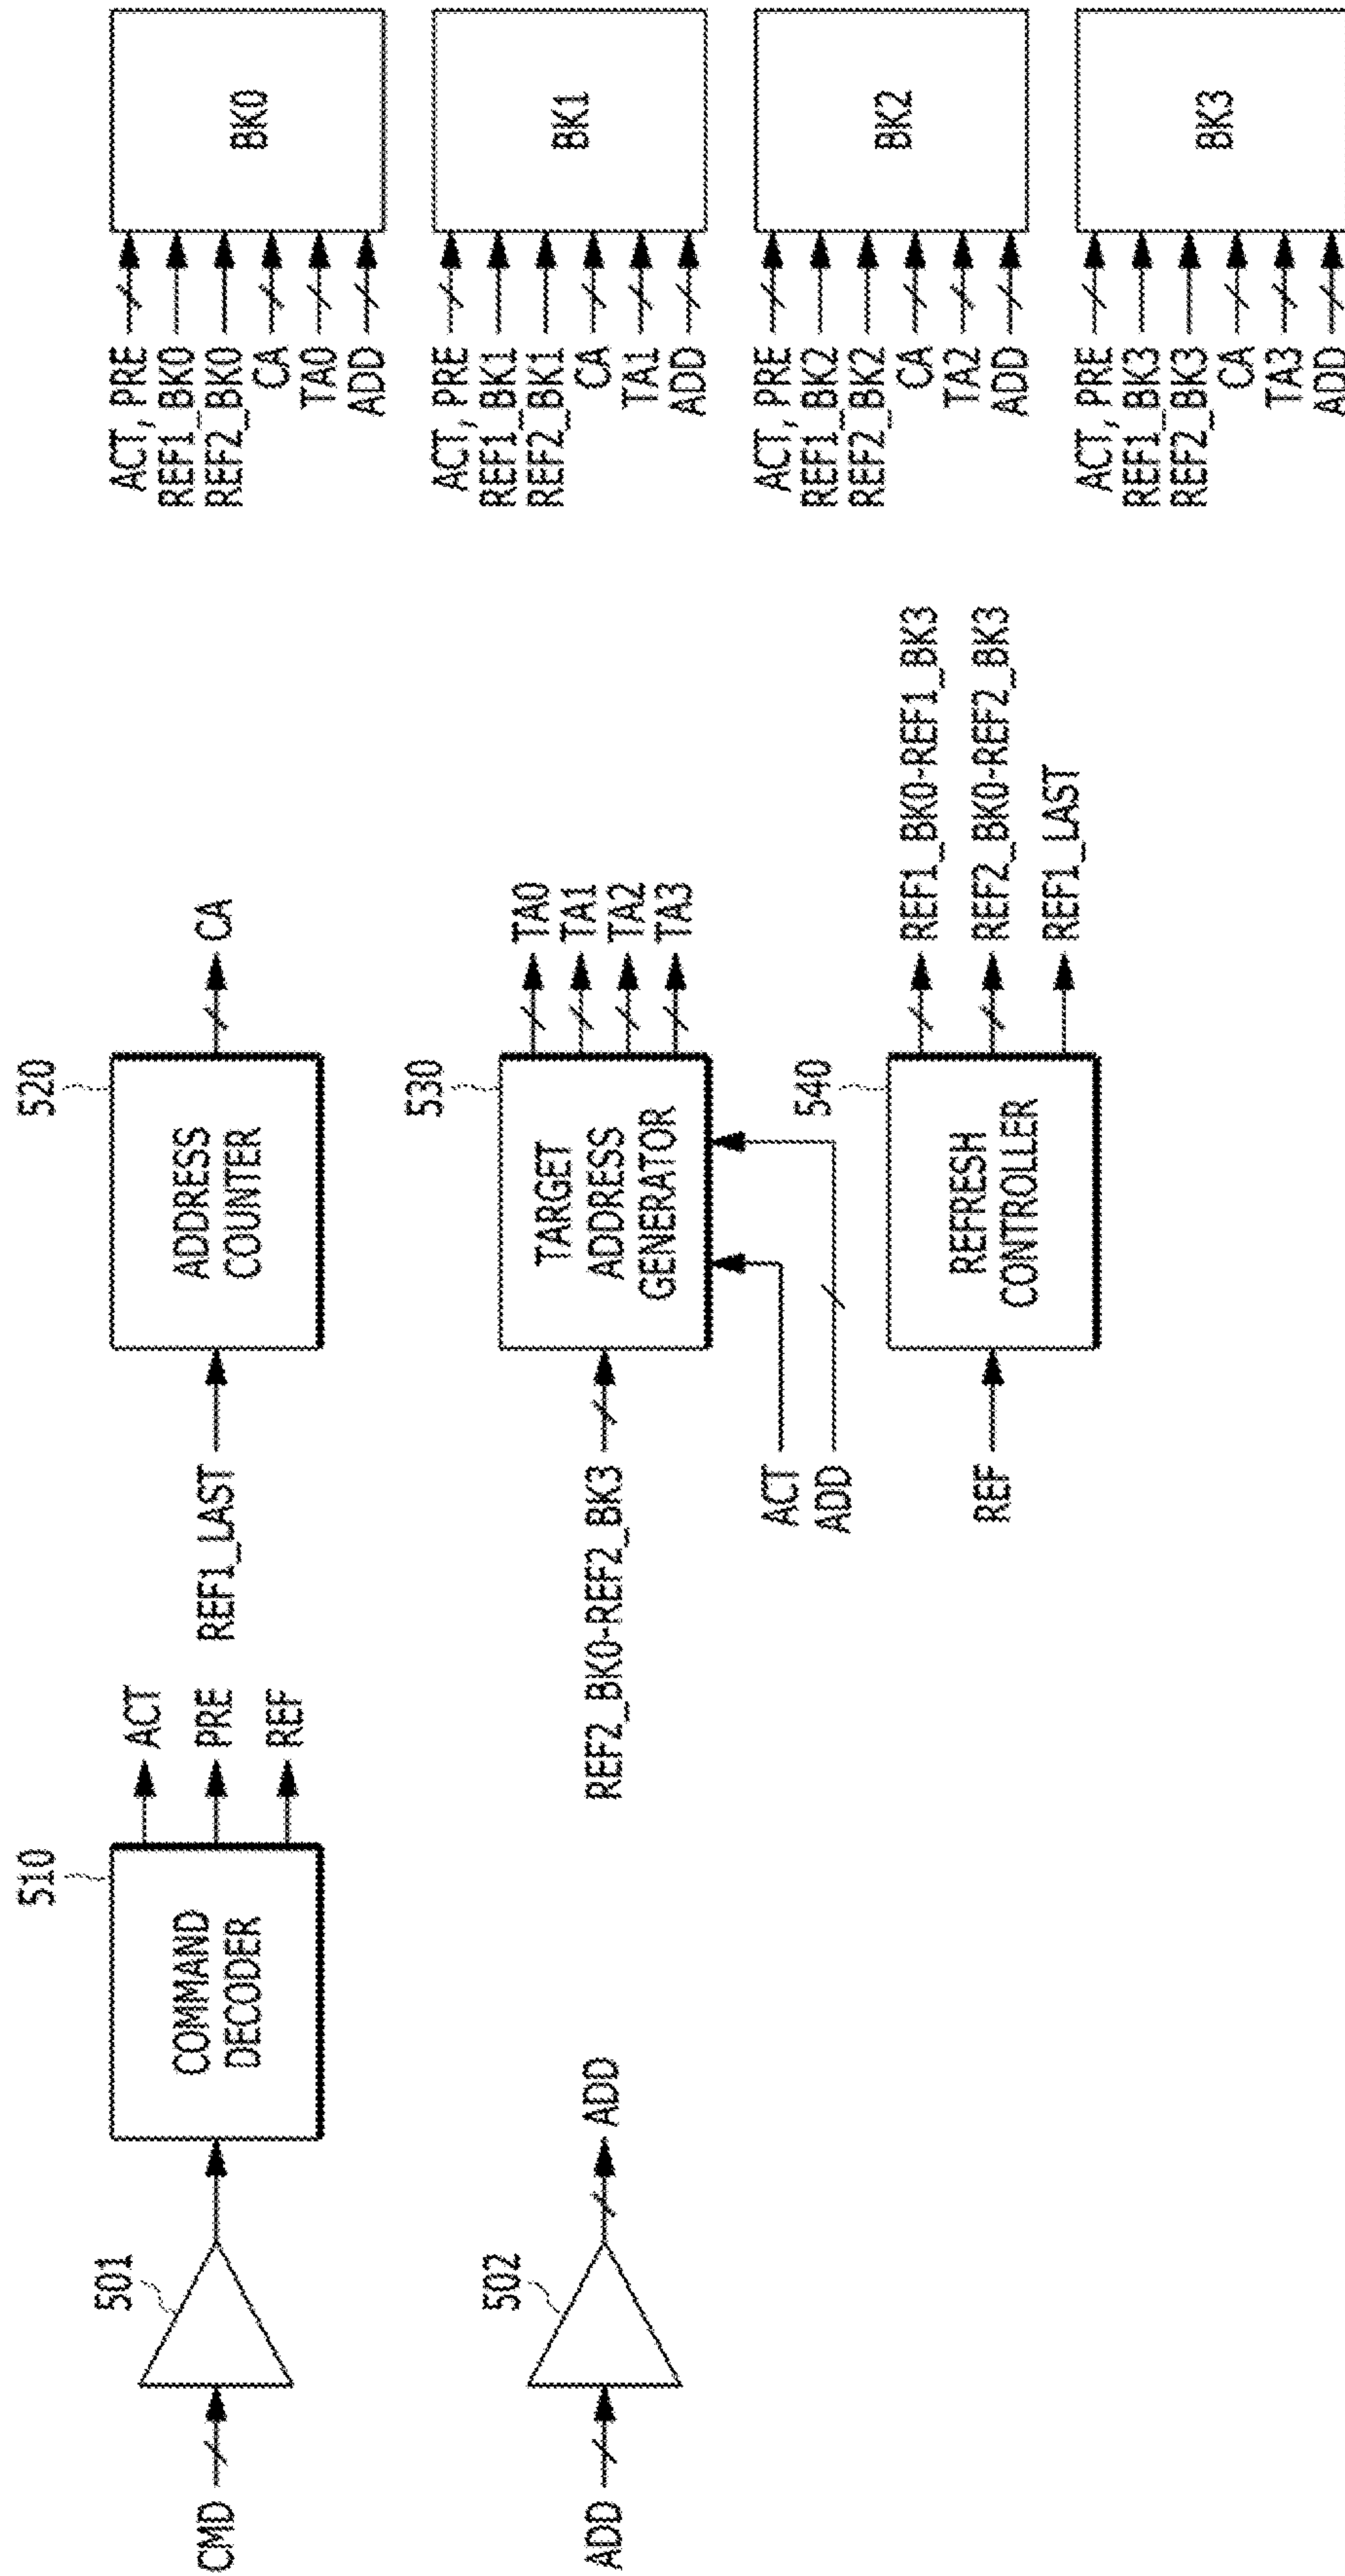 CMD
501
510
COMMAND
DECODER
ACT
PRE
REF
REF1_LAST
520
ADDRESS
COUNTER
CA
ADD
502
ADD
REF2_BK0-REF2_BK3
530
TARGET
ADDRESS
GENERATOR
TA0
TA1
TA2
TA3
ACT
ADD
REF
540
REFRESH
CONTROLLER
REF1_BK0-REF1_BK3
REF2_BK0-REF2_BK3
REF1_LAST
ACT, PRE
REF1_BK0
REF2_BK0
CA
TA0
ADD
BK0
ACT, PRE
REF1_BK1
REF2_BK1
CA
TA1
ADD
BK1
ACT, PRE
REF1_BK2
REF2_BK2
CA
TA2
ADD
BK2
ACT, PRE
REF1_BK3
REF2_BK3
CA
TA3
ADD
BK3